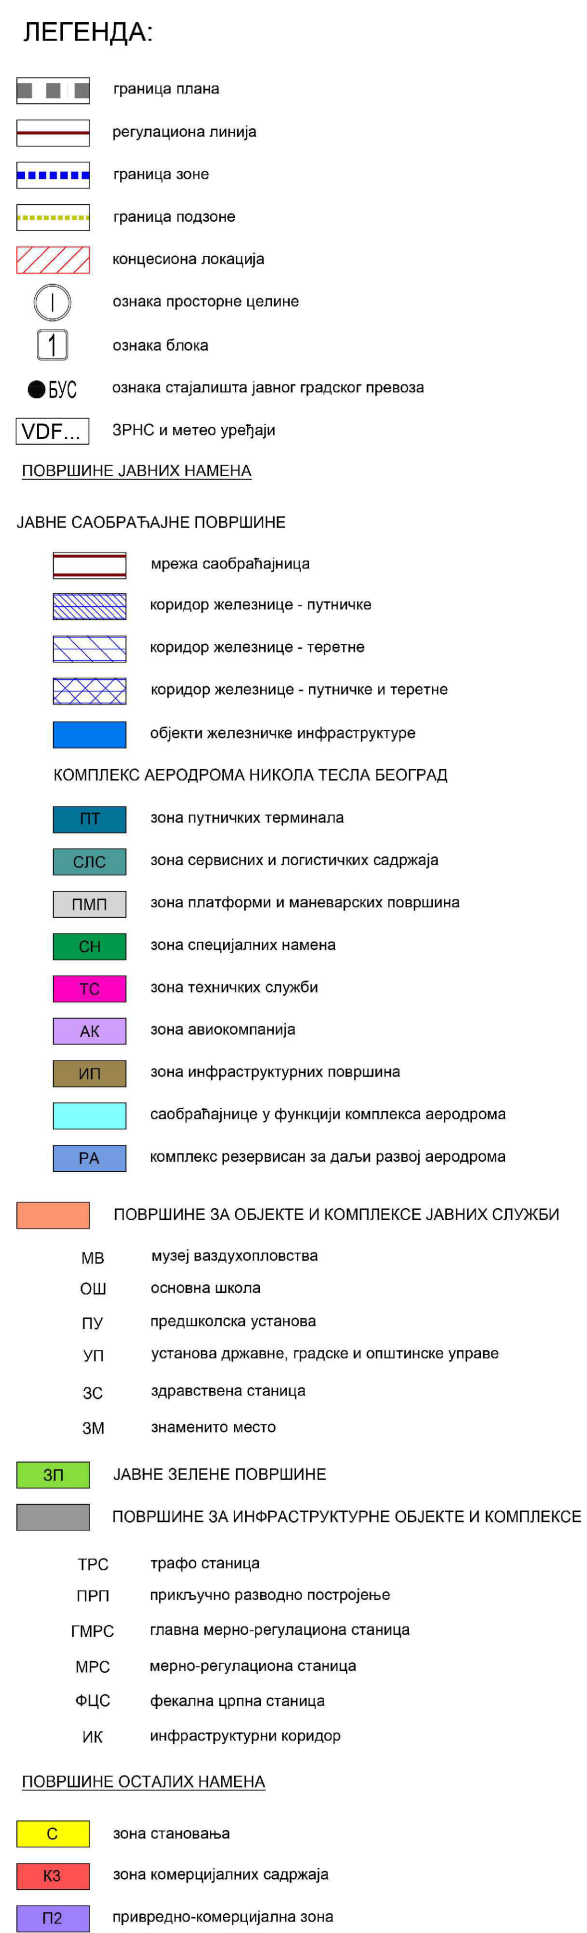 ЛЕГЕНДА:
граница плана
регулациона линија
граница зоне
граница подзоне
концесиона локација
I ознака просторне целине
1 ознака блока
БУС ознака стајалишта јавног градског превоза
VDF... ЗРНС и метео уређаји
ПОВРШИНЕ ЈАВНИХ НАМЕНА
ЈАВНЕ САОБРАЋАЈНЕ ПОВРШИНЕ
мрежа саобраћајница
коридор железнице - путничке
коридор железнице - теретне
коридор железнице - путничке и теретне
објекти железничке инфраструктуре
КОМПЛЕКС АЕРОДРОМА НИКОЛА ТЕСЛА БЕОГРАД
ПТ зона путничких терминала
СЛС зона сервисних и логистичких садржаја
ПМП зона платформи и маневарских површина
СН зона специјалних намена
ТС зона техничких служби
АК зона авиокомпанија
ИП зона инфраструктурних површина
саобраћајнице у функцији комплекса аеродрома
РА комплекс резервисан за даљи развој аеродрома
ПОВРШИНЕ ЗА ОБЈЕКТЕ И КОМПЛЕКСЕ ЈАВНИХ СЛУЖБИ
МВ музеј ваздухопловства
ОШ основна школа
ПУ предшколска установа
УП установа државне, градске и општинске управе
ЗС здравствена станица
ЗМ знаменито место
ЗП ЈАВНЕ ЗЕЛЕНЕ ПОВРШИНЕ
ПОВРШИНЕ ЗА ИНФРАСТРУКТУРНЕ ОБЈЕКТЕ И КОМПЛЕКСЕ
ТРС трафо станица
ПРП прикључно разводно постројење
ГМРС главна мерно-регулациона станица
МРС мерно-регулациона станица
ФЦС фекална црпна станица
ИК инфраструктурни коридор
ПОВРШИНЕ ОСТАЛИХ НАМЕНА
С зона становања
К3 зона комерцијалних садржаја
П2 привредно-комерцијална зона